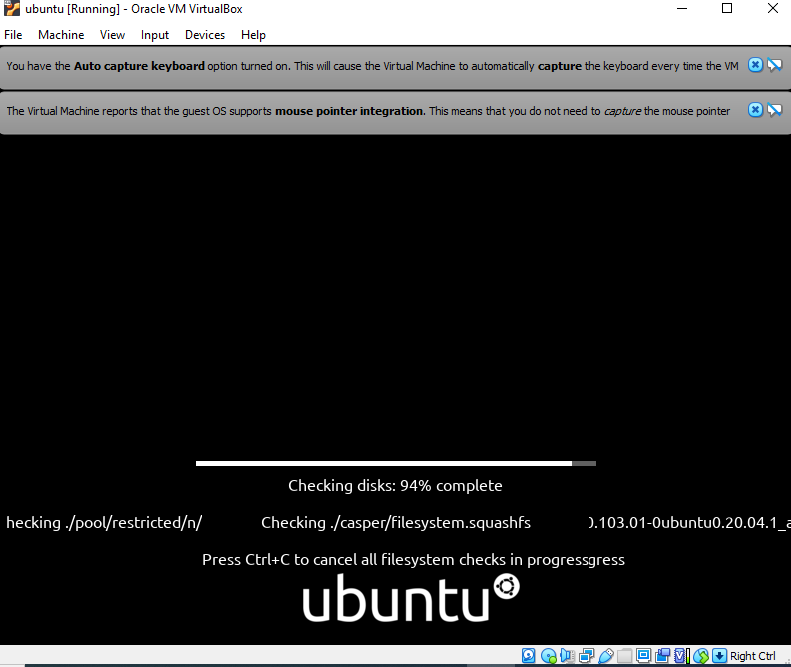 ubuntu [Running] - Oracle VM VirtualBox
File Machine View Input Devices Help
You have the Auto capture keyboard option turned on. This will cause the Virtual Machine to automatically capture the keyboard every time the VM
The Virtual Machine reports that the guest OS supports mouse pointer integration. This means that you do not need to capture the mouse pointer
Checking disks: 94% complete
hecking ./pool/restricted/n/ Checking ./casper/filesystem.squashfs 0.103.01-0ubuntu0.20.04.1_a
Press Ctrl+C to cancel all filesystem checks in progressgress
ubuntu
Right Ctrl